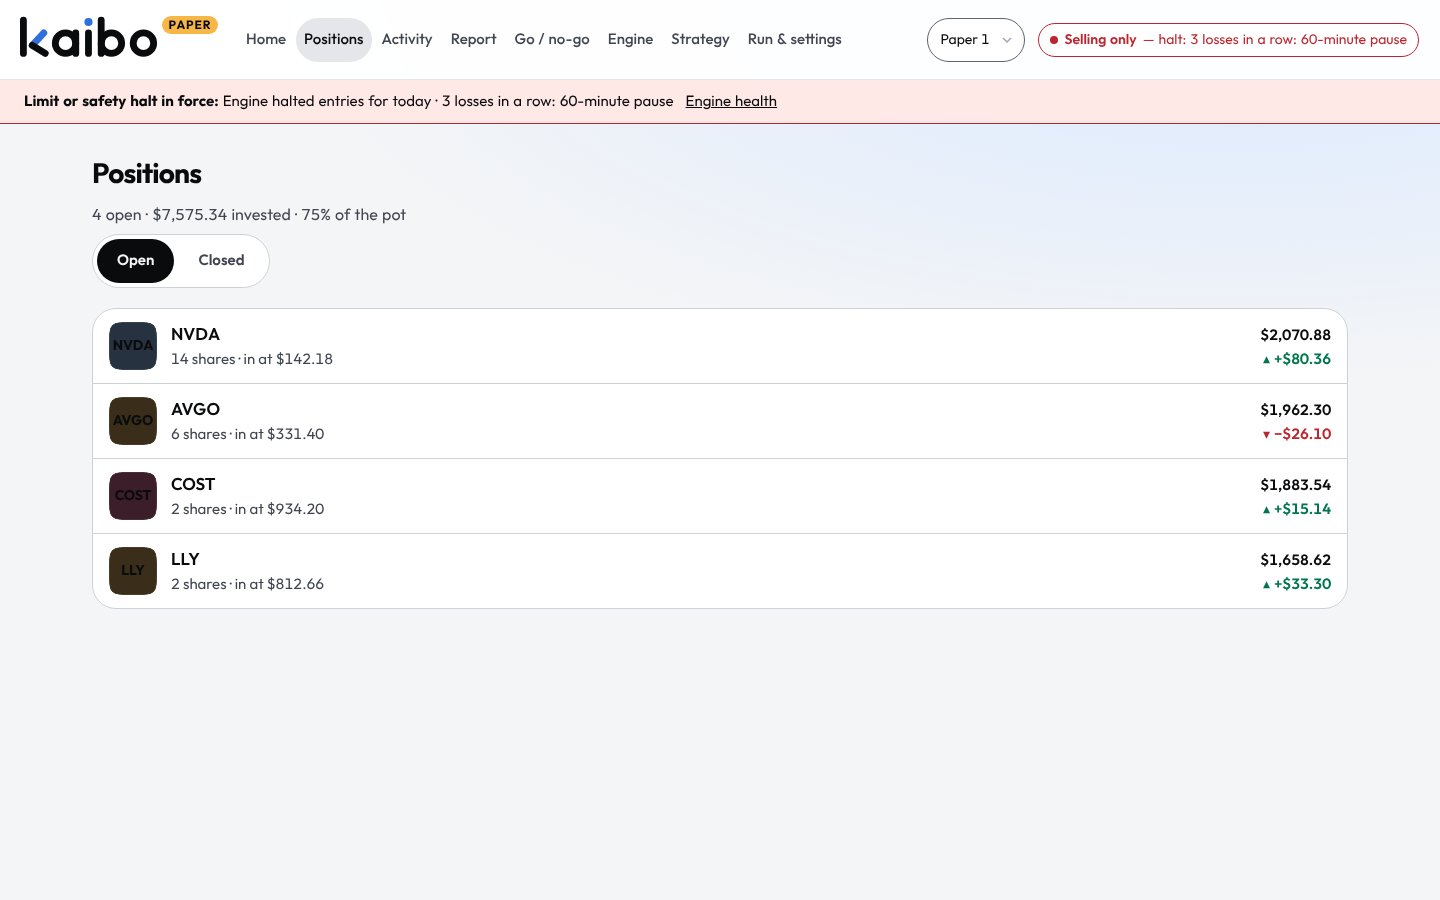 kaibo PAPER
Home Positions Activity Report Go / no-go Engine Strategy Run & settings
Paper 1
Selling only — halt: 3 losses in a row: 60-minute pause
Limit or safety halt in force: Engine halted entries for today · 3 losses in a row: 60-minute pause Engine health
Positions
4 open · $7,575.34 invested · 75% of the pot
Open Closed
NVDA
NVDA
14 shares · in at $142.18
$2,070.88
▲ +$80.36
AVGO
AVGO
6 shares · in at $331.40
$1,962.30
▼ −$26.10
COST
COST
2 shares · in at $934.20
$1,883.54
▲ +$15.14
LLY
LLY
2 shares · in at $812.66
$1,658.62
▲ +$33.30